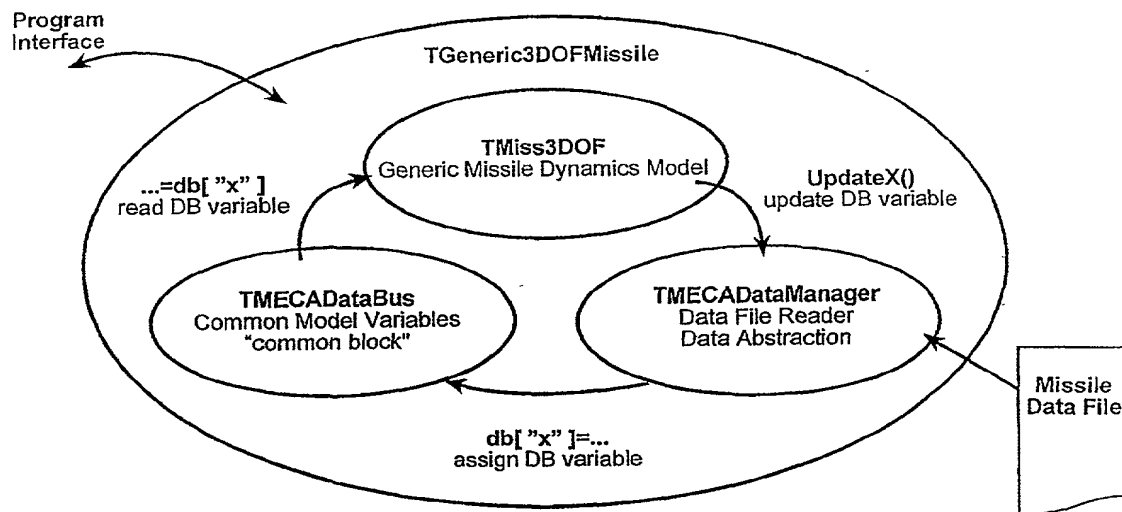 Program
Interface
TGeneric3DOFMissile
TMiss3DOF
Generic Missile Dynamics Model
...=db[ "x" ]
read DB variable
UpdateX()
update DB variable
TMECADataBus
Common Model Variables
"common block"
TMECADataManager
Data File Reader
Data Abstraction
Missile
Data File
db[ "x" ]=...
assign DB variable